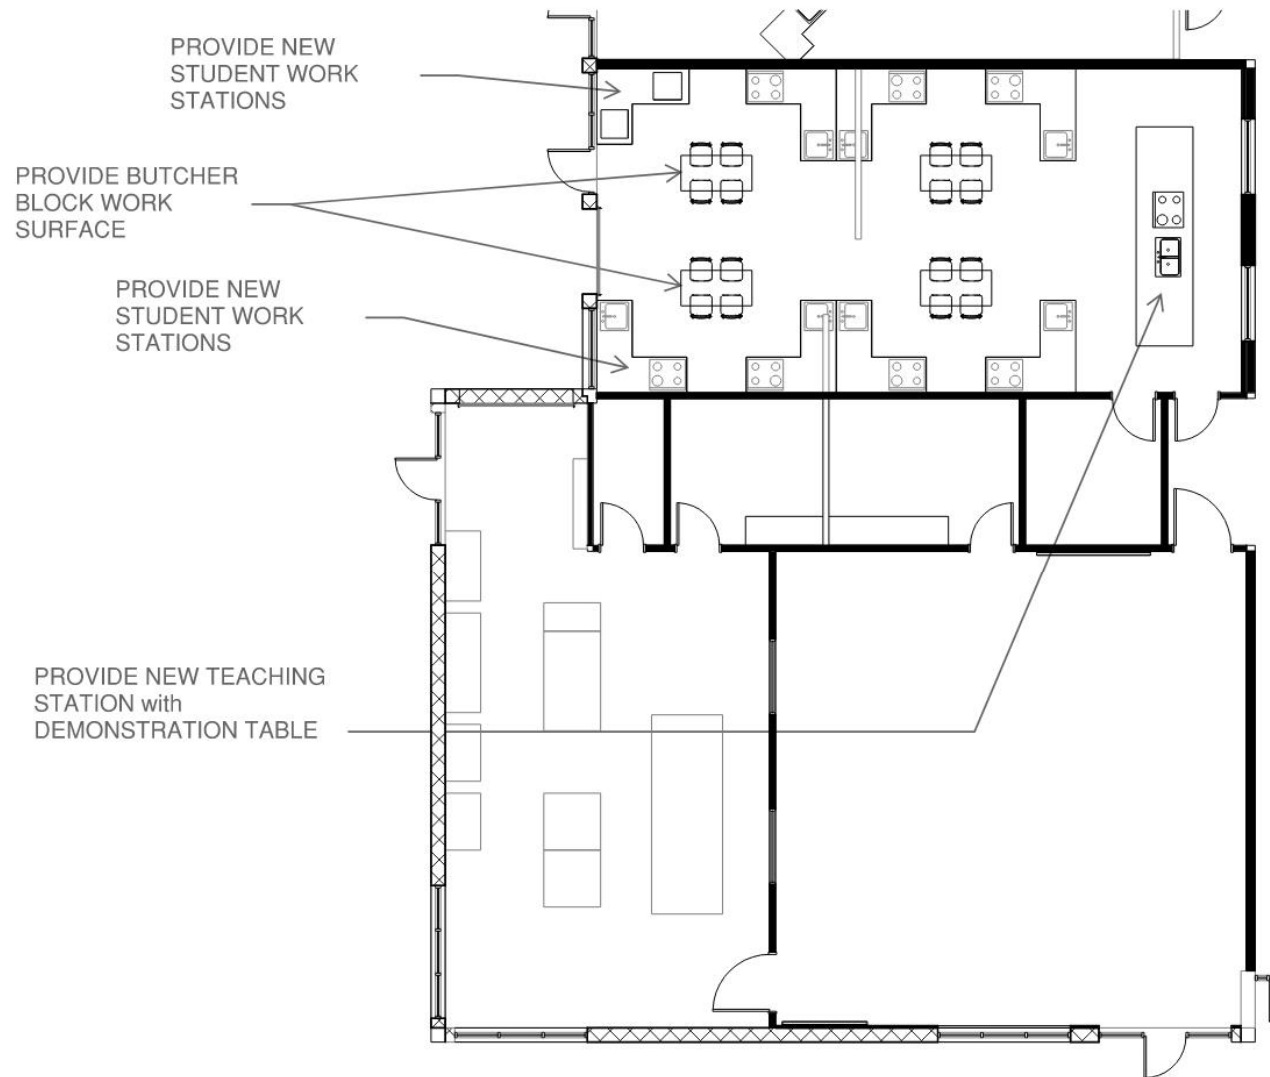 PROVIDE NEW
STUDENT WORK
STATIONS
PROVIDE BUTCHER
BLOCK WORK
SURFACE
PROVIDE NEW
STUDENT WORK
STATIONS
PROVIDE NEW TEACHING
STATION with
DEMONSTRATION TABLE